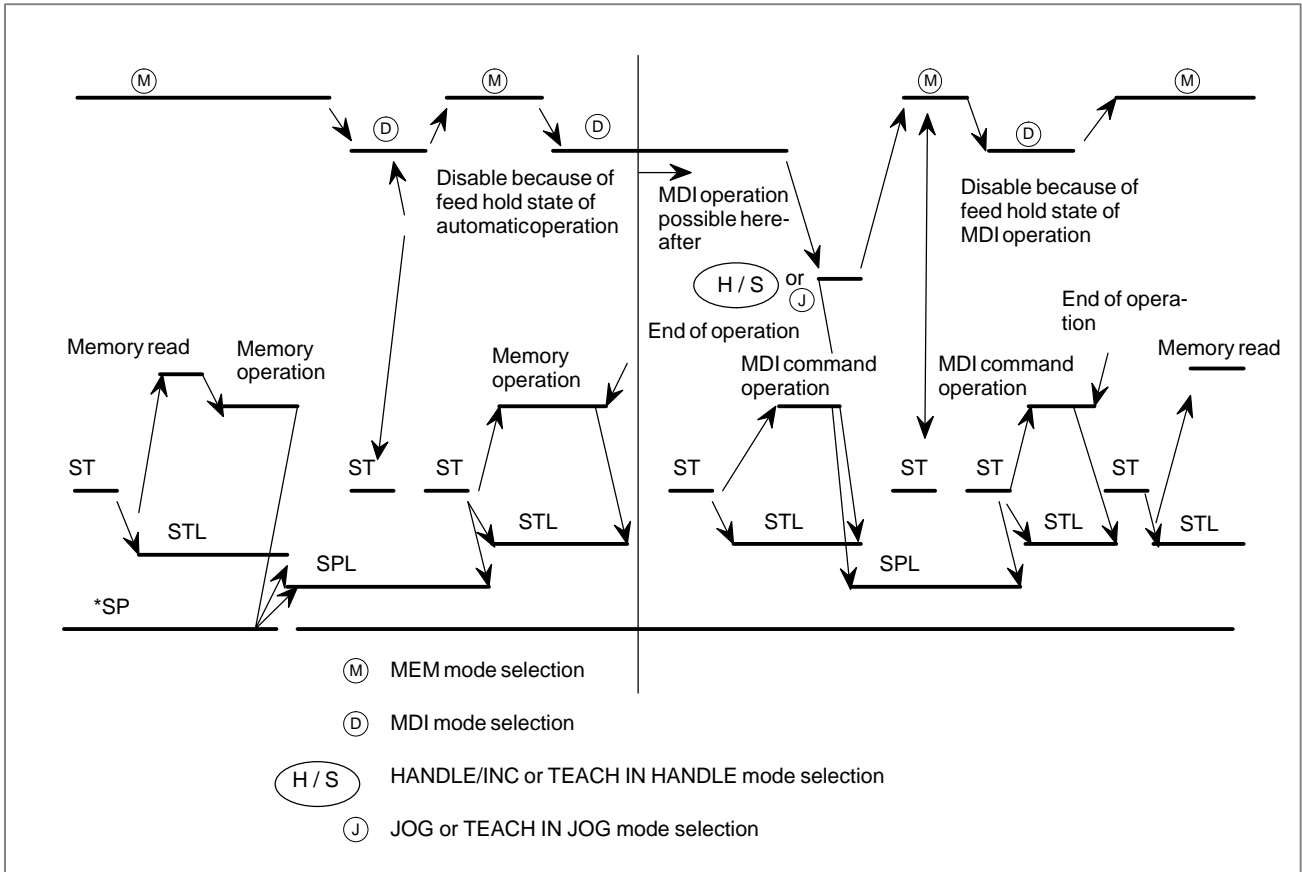 M
M
M
M
D
D
D
Disable because of
feed hold state of
automaticoperation
MDI operation
possible here-
after
Disable because of
feed hold state of
MDI operation
H / S
or
J
End of operation
End of opera-
tion
Memory read
Memory
operation
Memory
operation
MDI command
operation
MDI command
operation
Memory read
ST
ST
ST
ST
ST
ST
ST
STL
STL
STL
STL
STL
SPL
SPL
*SP
M MEM mode selection
D MDI mode selection
H / S HANDLE/INC or TEACH IN HANDLE mode selection
J JOG or TEACH IN JOG mode selection